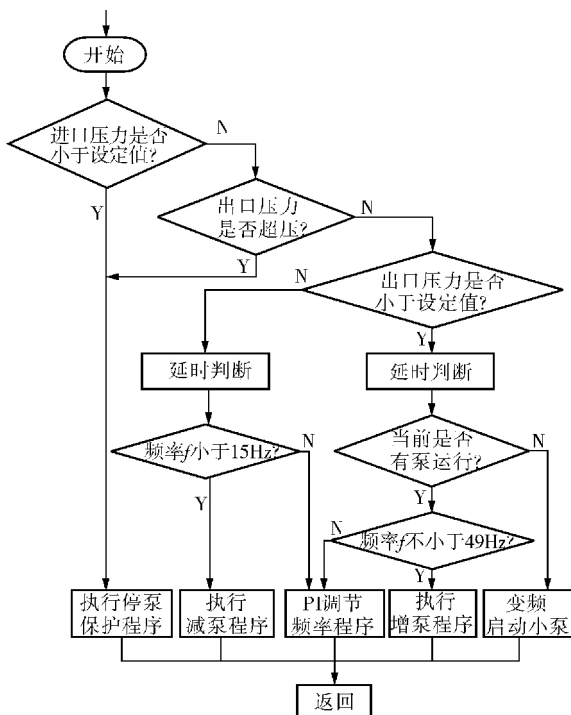 开始
进口压力是否
小于设定值?
N
Y
出口压力
是否超压?
N
Y
出口压力是否
小于设定值?
N
Y
延时判断
延时判断
频率f小于15Hz?
N
Y
当前是否
有泵运行?
N
Y
频率f不小于49Hz?
N
Y
执行停泵
保护程序
执行
减泵程序
PI调节
频率程序
执行
增泵程序
变频
启动小泵
返回